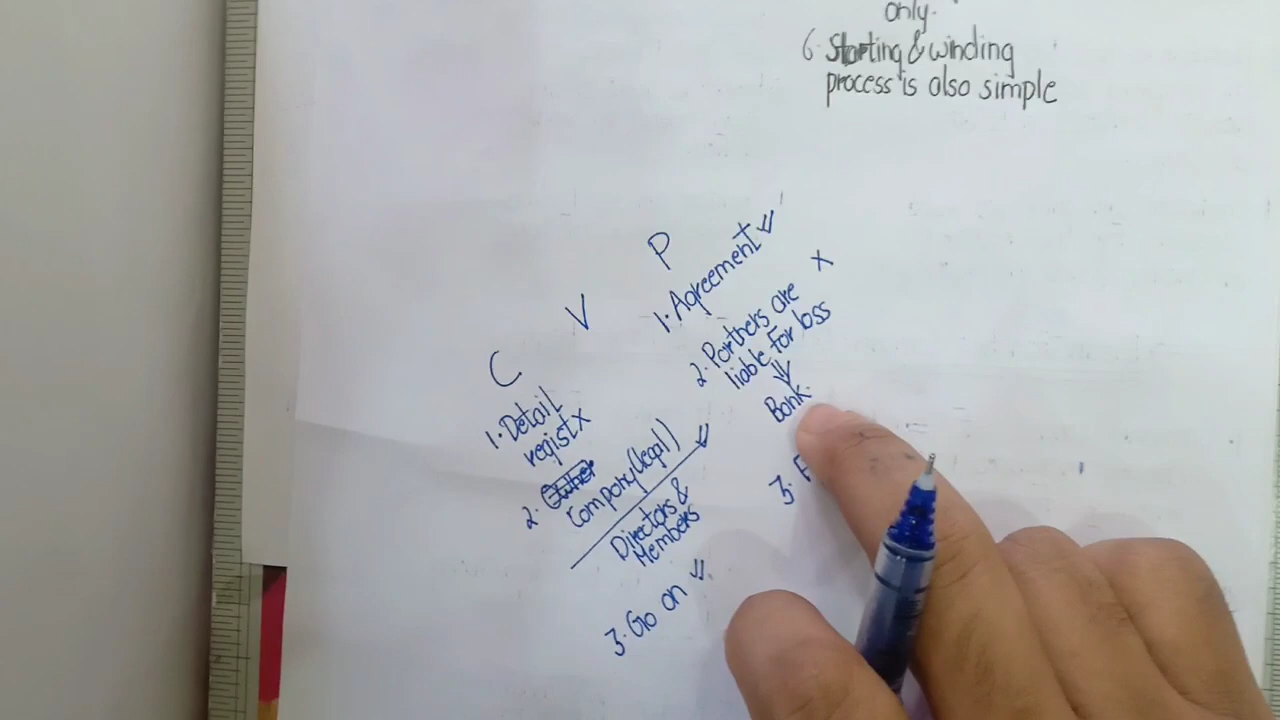 only.
6. Starting & winding
process is also simple
C V P
1. Detail
regist x
2. Company (legal)
Directors &
Members
3. Go on
1. Agreement
x
2. Partners are
liable for loss
Bank.
3.